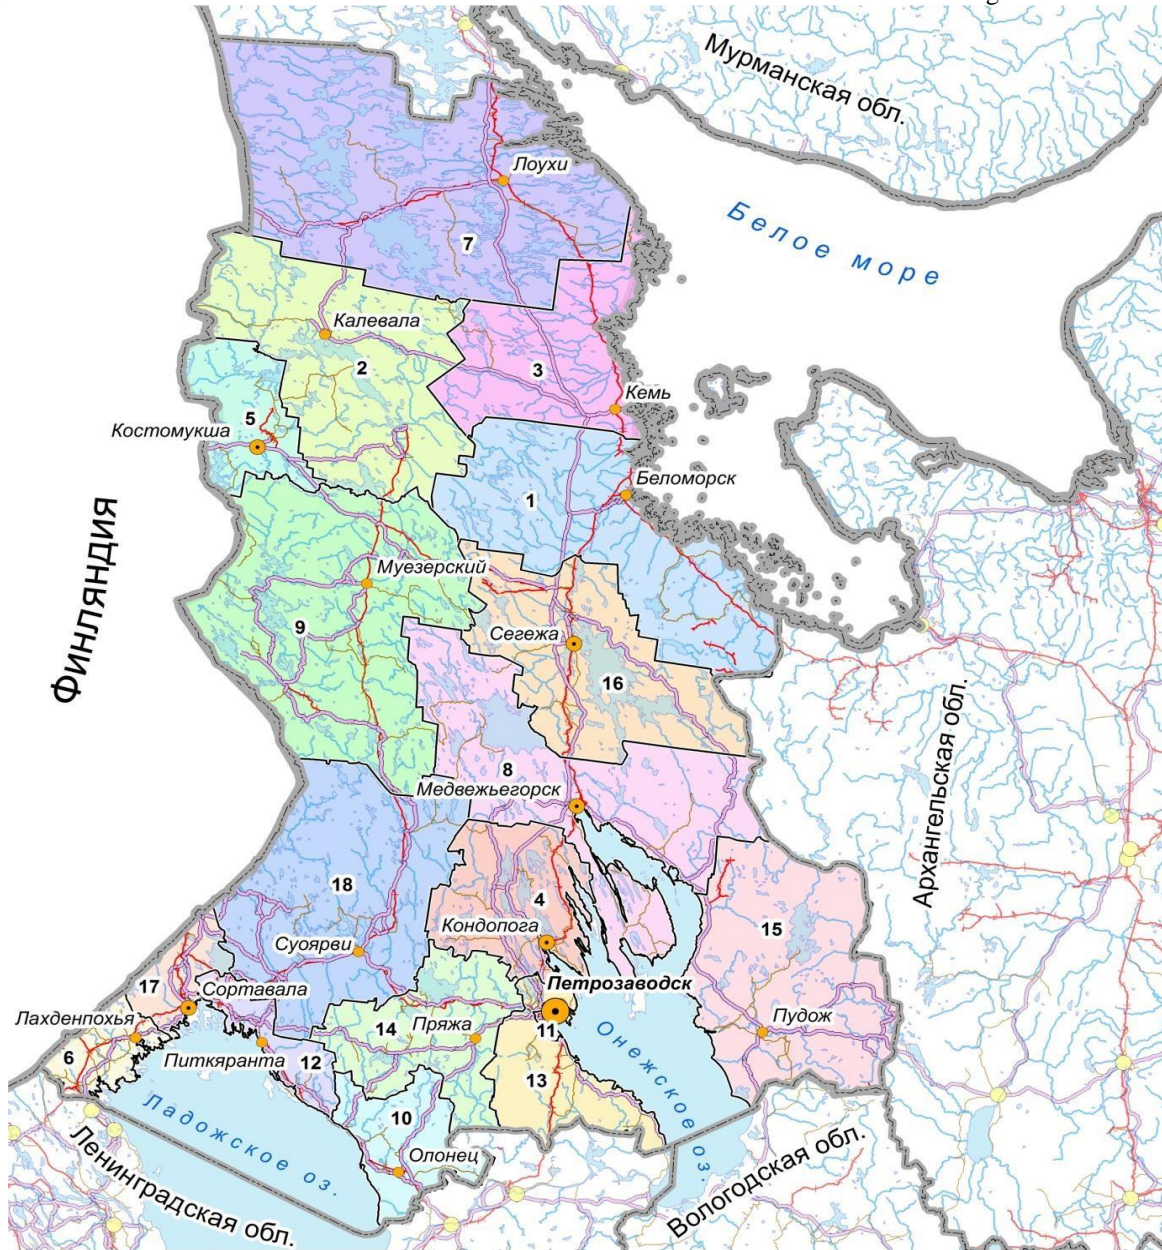 Мурманская обл.
Лоухи
Белое море
7
Калевала
2
3
Кемь
5
Костомукша
Беломорск
1
Финляндия
Муезерский
9
Сегежа
16
8
Медвежьегорск
Архангельская обл.
18
4
15
Кондопога
Суоярви
Петрозаводск
17
Сортавала
Лахденпохья
14
Пряжа
11
Онежское оз.
Пудож
6
Питкяранта
12
13
10
Ладожское оз.
Олонец
Ленинградская обл.
Вологодская обл.